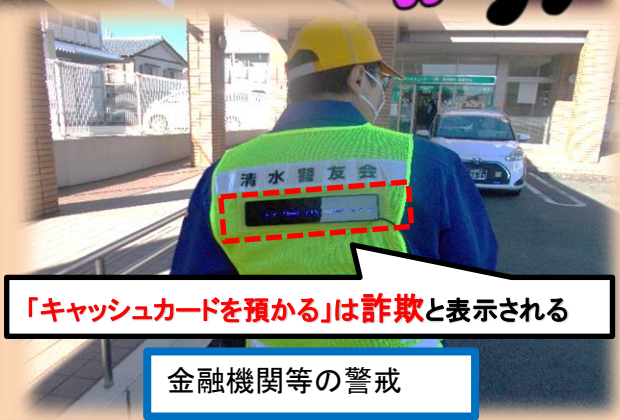 清水警友会
「キャッシュカードを預かる」は詐欺と表示される
金融機関等の警戒